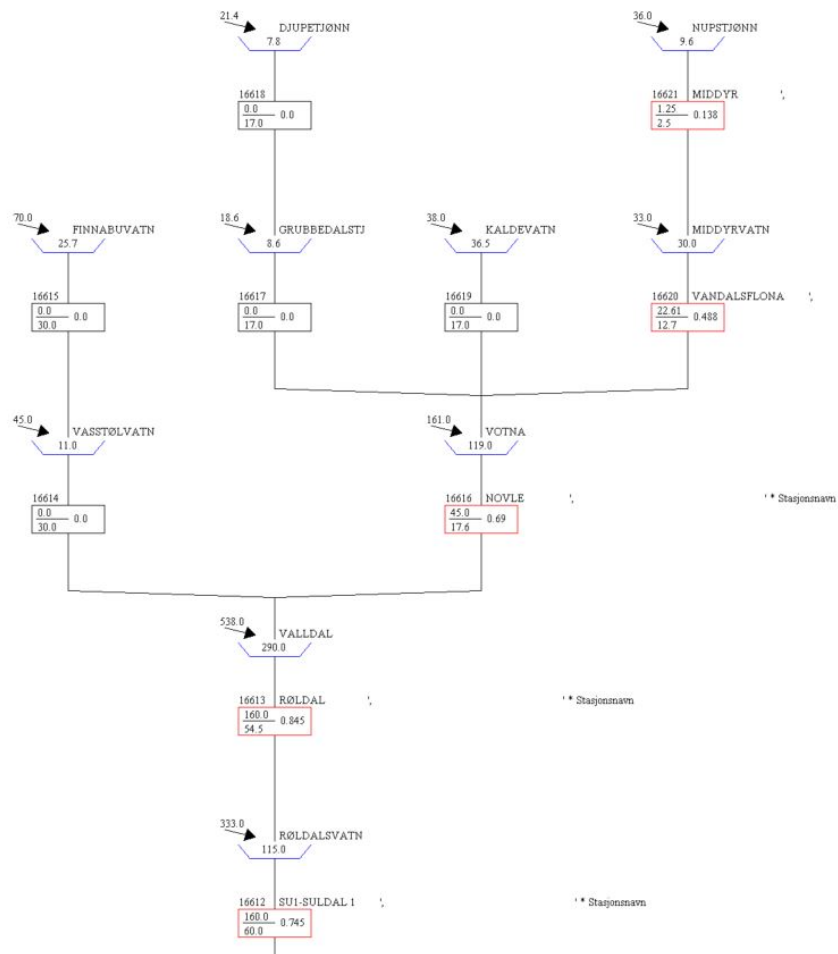 21.4 DJUPETJØNN 36.0 NUPSTJØNN
7.8 9.6
16618 16621 MIDDYR ',
0.0 0.0 1.25 0.138
17.0 2.5
70.0 FINNABUVATN 18.6 GRUBBEDALSTJ 38.0 KALDEVATN 33.0 MIDDYRVATN
25.7 8.6 36.5 30.0
16615 16617 16619 16620 VANDALSFLONA ',
0.0 0.0 0.0 0.0 0.0 0.0 22.61 0.488
30.0 17.0 17.0 12.7
45.0 VASSTØLVATN 161.0 VOTNA
11.0 119.0
16614 16616 NOVLE ', ' * Stasjonsnavn
0.0 0.0 45.0 0.69
30.0 17.6
538.0 VALLDAL
290.0
16613 RØLDAL ', ' * Stasjonsnavn
160.0 0.845
54.5
333.0 RØLDALSVATN
115.0
16612 SU1-SULDAL 1 ', ' * Stasjonsnavn
160.0 0.745
60.0